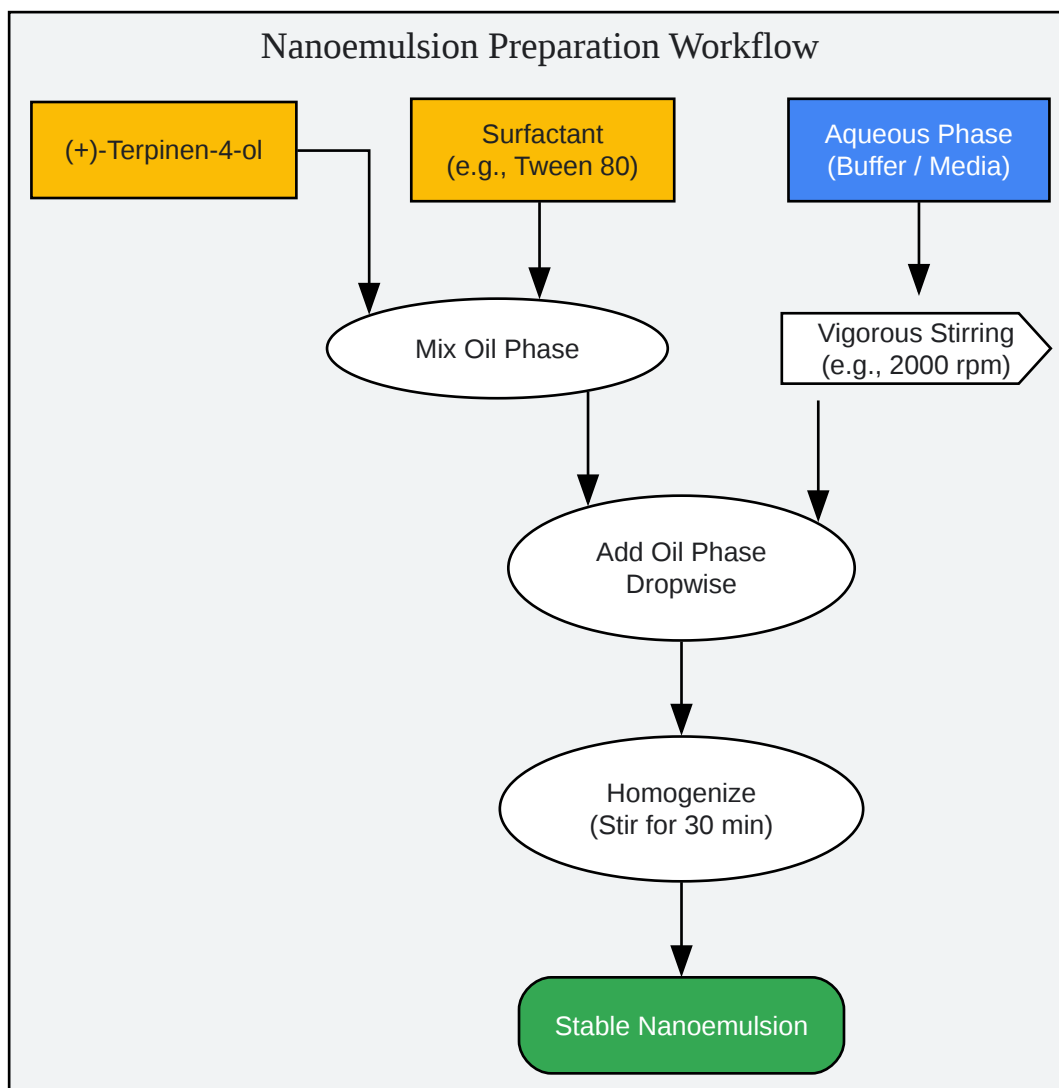 Nanoemulsion Preparation Workflow
(+)-Terpinen-4-ol
Surfactant
(e.g., Tween 80)
Aqueous Phase
(Buffer / Media)
Mix Oil Phase
Vigorous Stirring
(e.g., 2000 rpm)
Add Oil Phase
Dropwise
Homogenize
(Stir for 30 min)
Stable Nanoemulsion